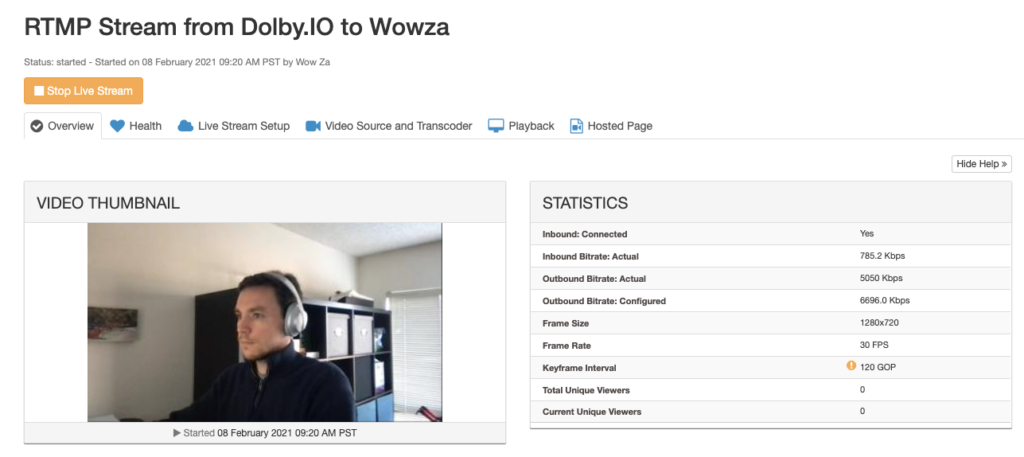 RTMP Stream from Dolby.IO to Wowza
Status: started - Started on 08 February 2021 09:20 AM PST by Wow Za
Stop Live Stream
Overview Health Live Stream Setup Video Source and Transcoder Playback Hosted Page
Hide Help »
VIDEO THUMBNAIL
Started 08 February 2021 09:20 AM PST
STATISTICS
Inbound: Connected Yes
Inbound Bitrate: Actual 785.2 Kbps
Outbound Bitrate: Actual 5050 Kbps
Outbound Bitrate: Configured 6696.0 Kbps
Frame Size 1280x720
Frame Rate 30 FPS
Keyframe Interval 120 GOP
Total Unique Viewers 0
Current Unique Viewers 0